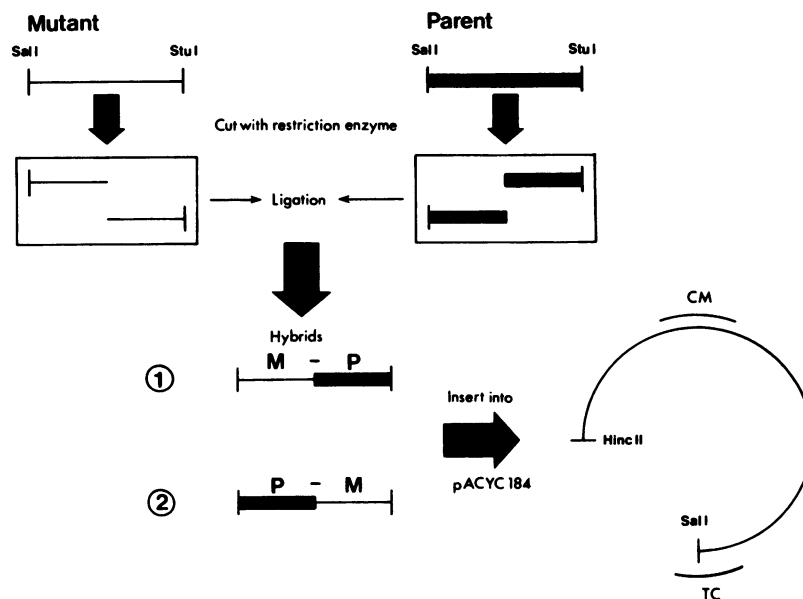 Mutant
Parent
Sal I
Stu I
Sal I
Stu I
Cut with restriction enzyme
Ligation
Hybrids
CM
M - P
1
Insert into
Hinc II
P - M
2
pACYC 184
Sal I
TC